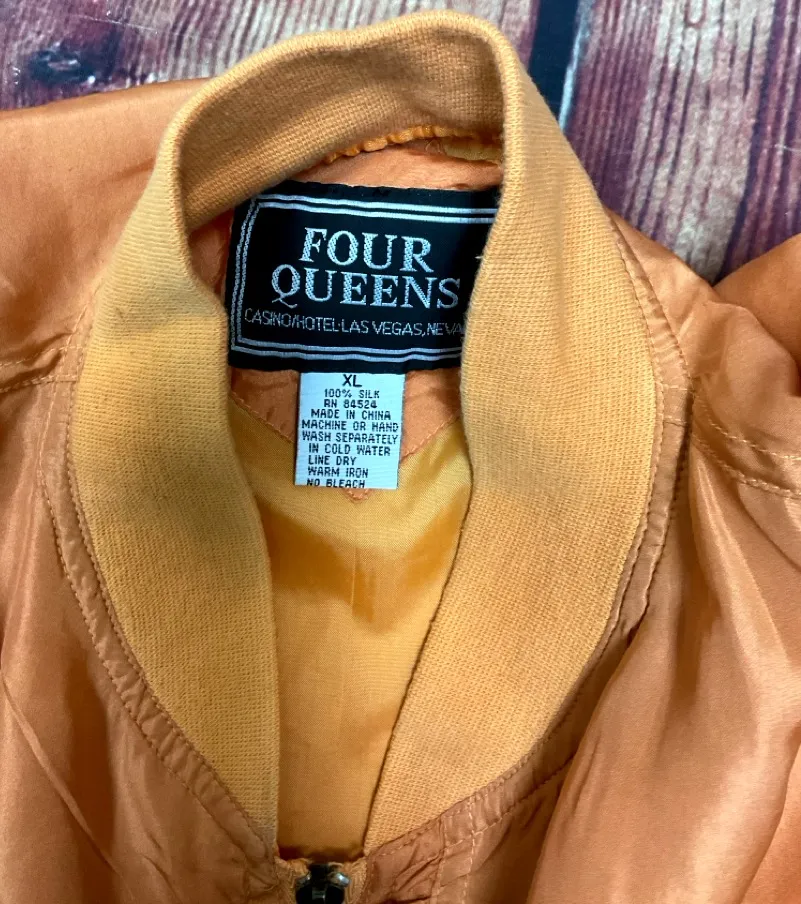 FOUR
QUEENS
CASINO/HOTEL·LAS VEGAS, NEVA
XL
100% SILK
RN 84524
MADE IN CHINA
MACHINE OR HAND
WASH SEPARATELY
IN COLD WATER
LINE DRY
WARM IRON
NO BLEACH